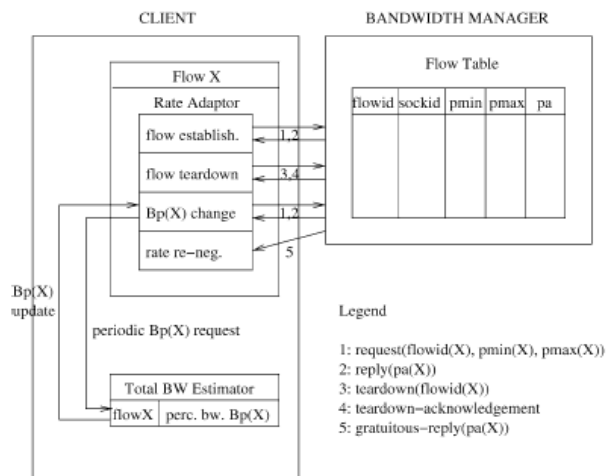 CLIENT
BANDWIDTH MANAGER
Flow X
Rate Adaptor
flow establish.
flow teardown
Bp(X) change
rate re-neg.
1,2
3,4
1,2
5
Flow Table
flowid sockid pmin pmax pa
Bp(X)
update
periodic Bp(X) request
Total BW Estimator
flowX perc. bw. Bp(X)
Legend
1: request(flowid(X), pmin(X), pmax(X))
2: reply(pa(X))
3: teardown(flowid(X))
4: teardown-acknowledgement
5: gratuitous-reply(pa(X))